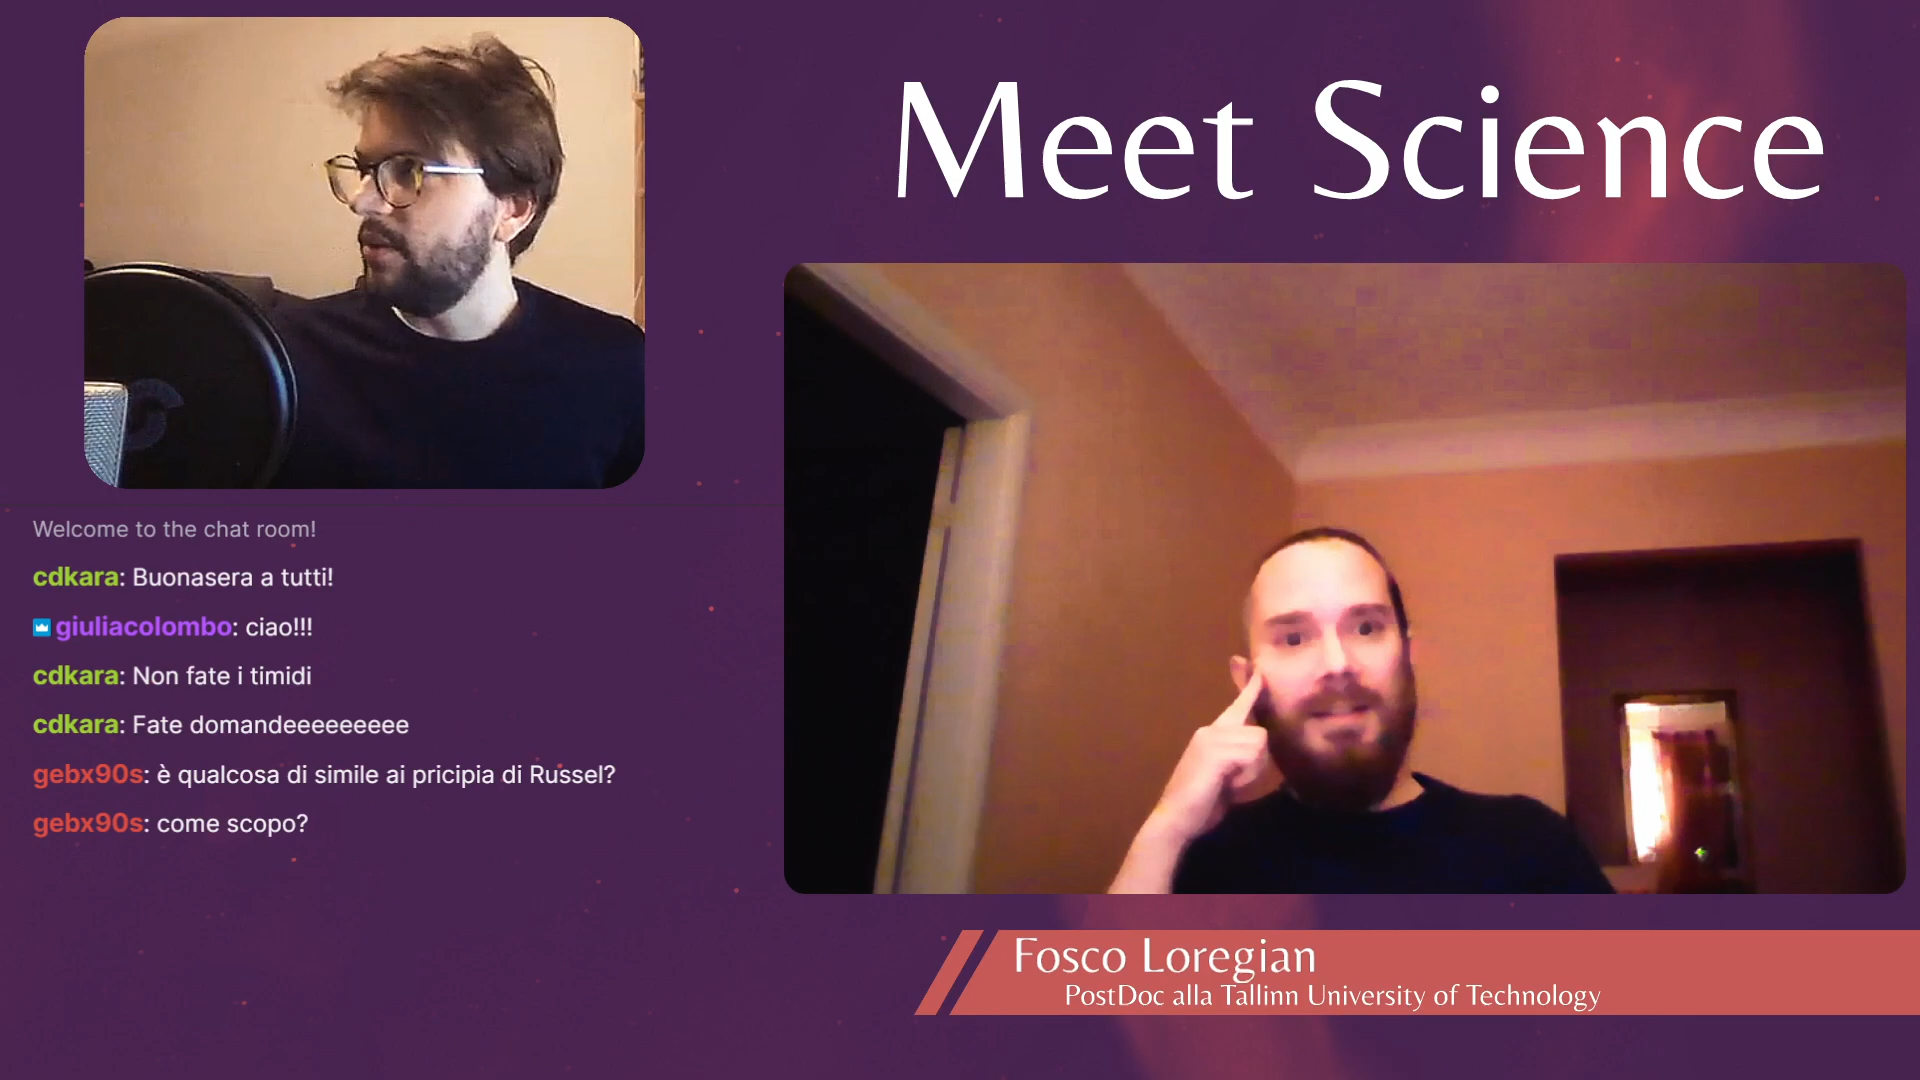 Meet Science
Welcome to the chat room!
cdkara: Buonasera a tutti!
giuliacolombo: ciao!!!
cdkara: Non fate i timidi
cdkara: Fate domandeeeeeeeee
gebx90s: è qualcosa di simile ai pricipia di Russel?
gebx90s: come scopo?
Fosco Loregian
PostDoc alla Tallinn University of Technology